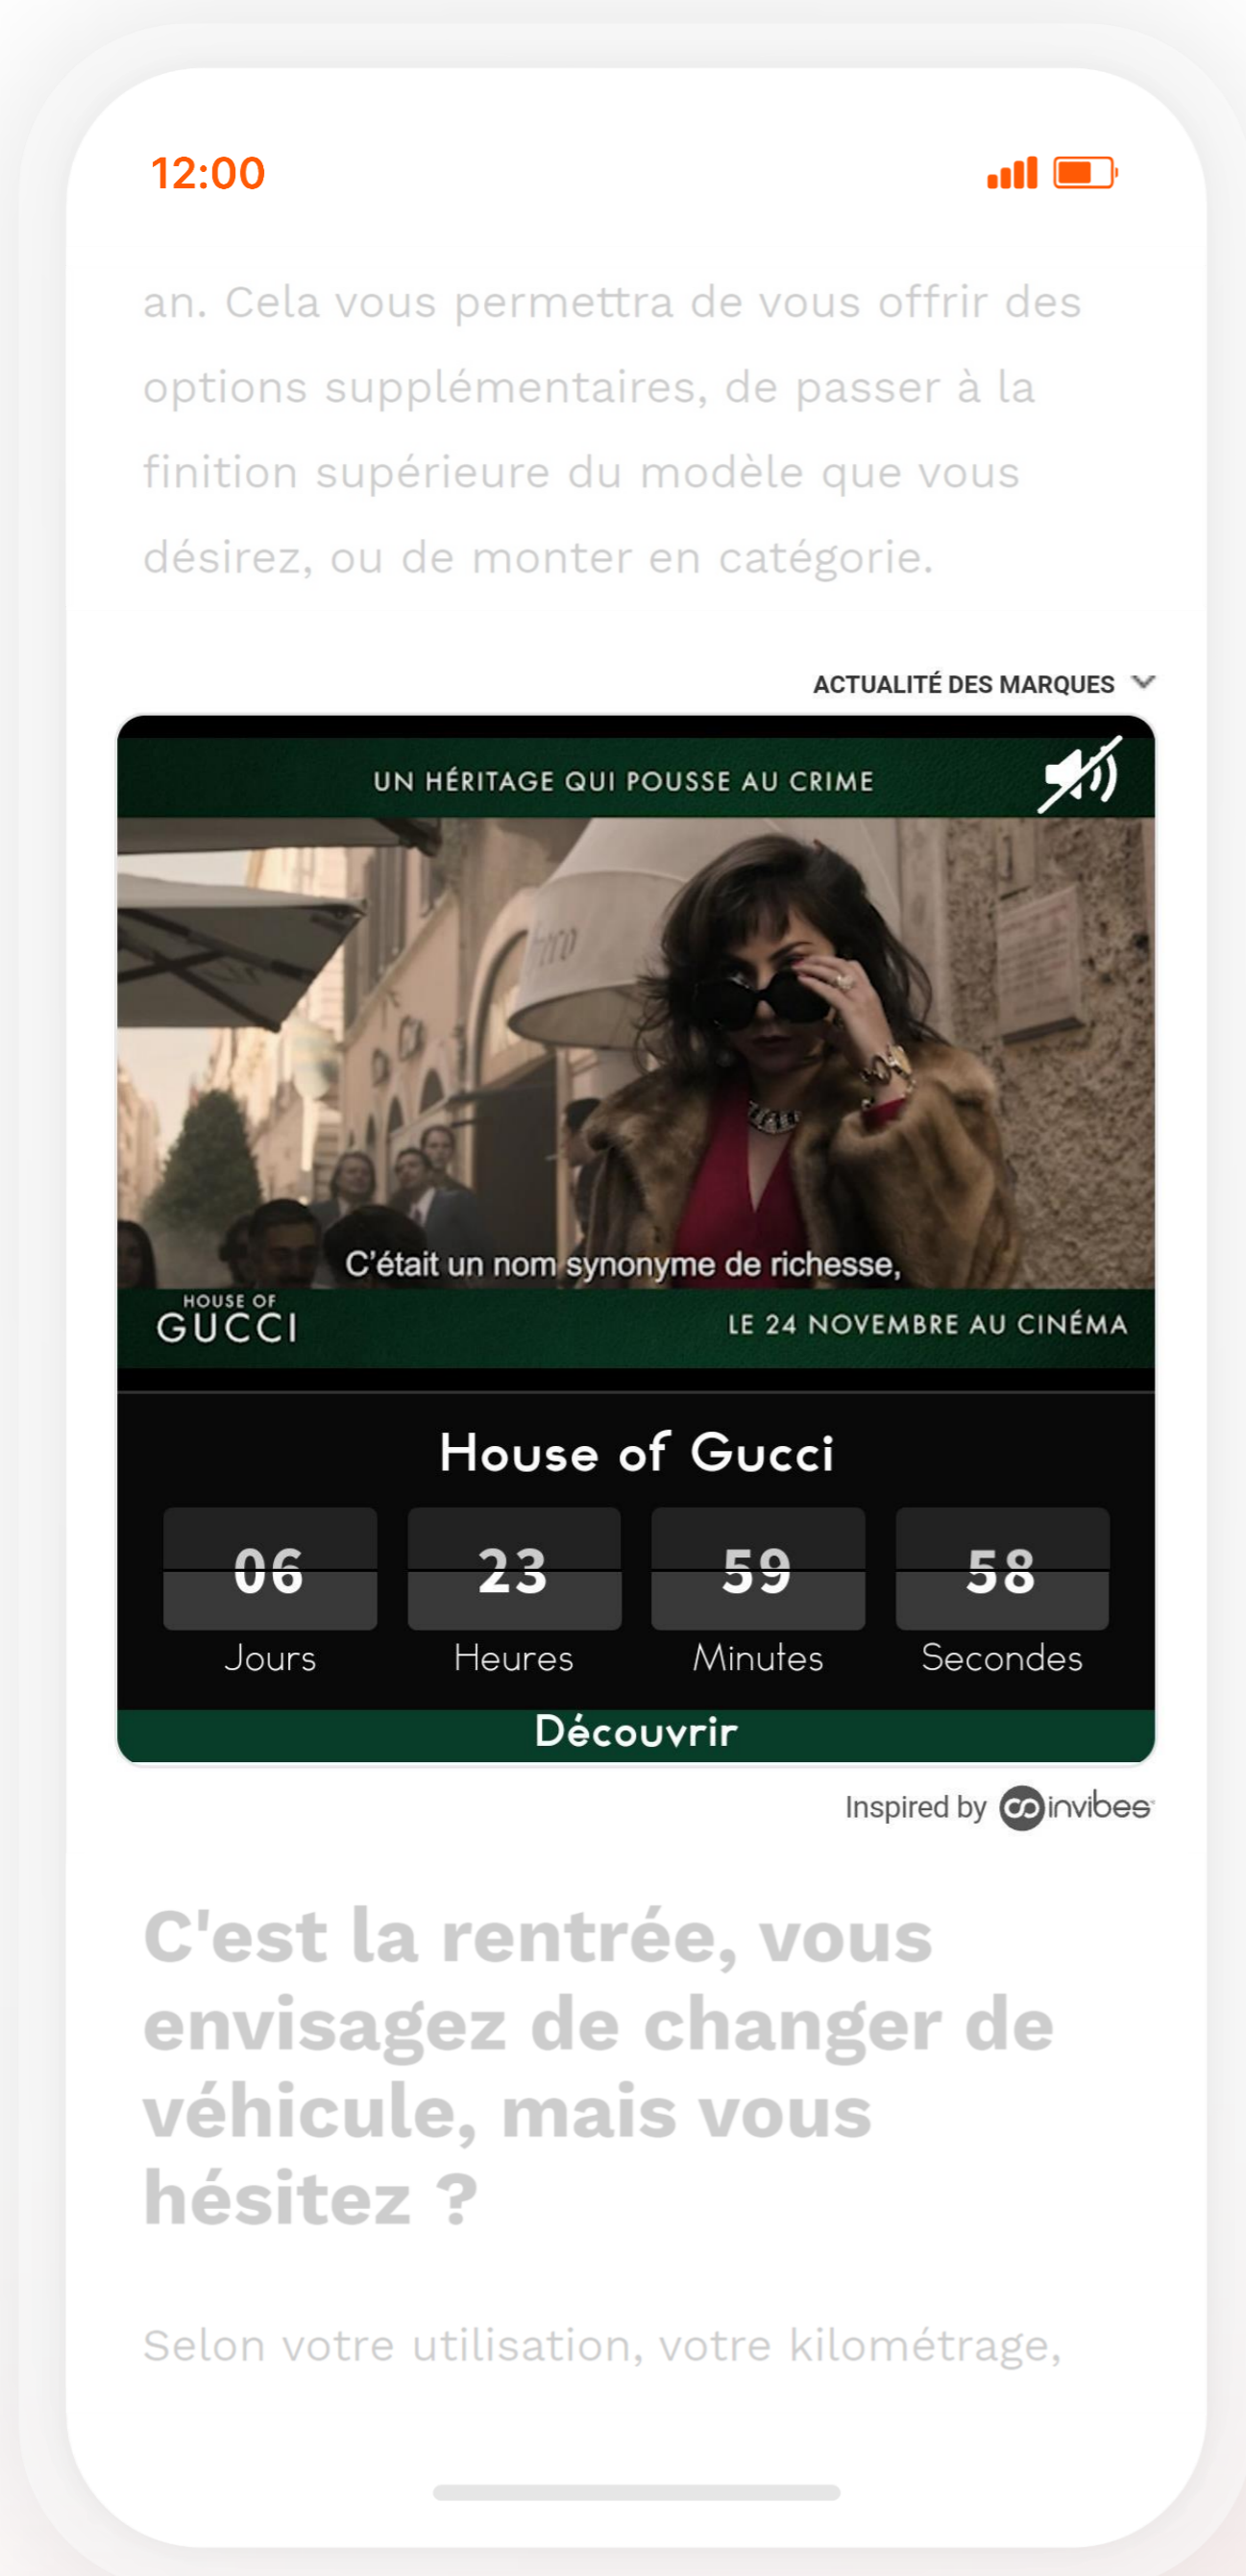 12:00
an. Cela vous permettra de vous offrir des
options supplémentaires, de passer à la
finition supérieure du modèle que vous
désirez, ou de monter en catégorie.
ACTUALITÉ DES MARQUES
UN HÉRITAGE QUI POUSSE AU CRIME
C'était un nom synonyme de richesse,
HOUSE OF
GUCCI
LE 24 NOVEMBRE AU CINÉMA
House of Gucci
06 23 59 58
Jours Heures Minutes Secondes
Découvrir
Inspired by invibes
C'est la rentrée, vous
envisagez de changer de
véhicule, mais vous
hésitez ?
Selon votre utilisation, votre kilométrage,